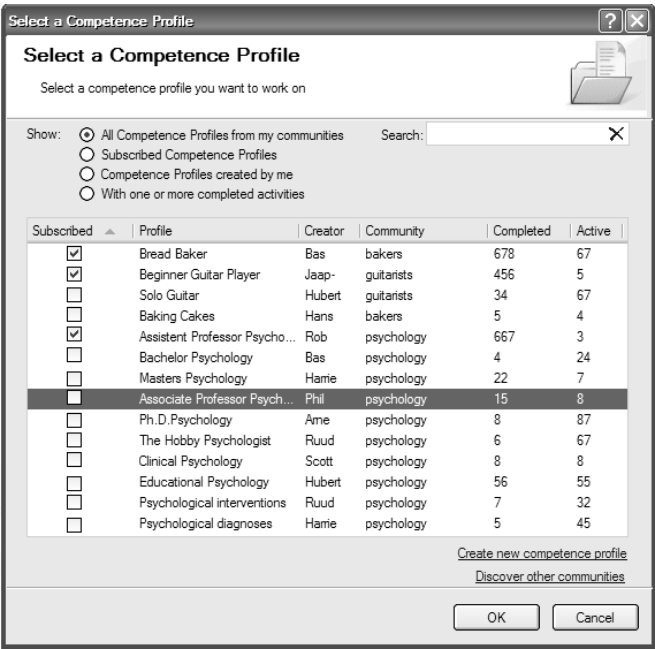 Select a Competence Profile
Select a Competence Profile
Select a competence profile you want to work on
Show: All Competence Profiles from my communities Search:
Subscribed Competence Profiles
Competence Profiles created by me
With one or more completed activities
Subscribed Profile Creator Community Completed Active
Bread Baker Bas bakers 678 67
Beginner Guitar Player Jaap- guitarists 456 5
Solo Guitar Hubert guitarists 34 67
Baking Cakes Hans bakers 5 4
Assistent Professor Psycho... Rob psychology 667 3
Bachelor Psychology Bas psychology 4 24
Masters Psychology Harrie psychology 22 7
Associate Professor Psych... Phil psychology 15 8
Ph.D.Psychology Arne psychology 8 87
The Hobby Psychologist Ruud psychology 6 67
Clinical Psychology Scott psychology 8 8
Educational Psychology Hubert psychology 56 55
Psychological interventions Ruud psychology 7 32
Psychological diagnoses Harrie psychology 5 45
Create new competence profile
Discover other communities
OK Cancel